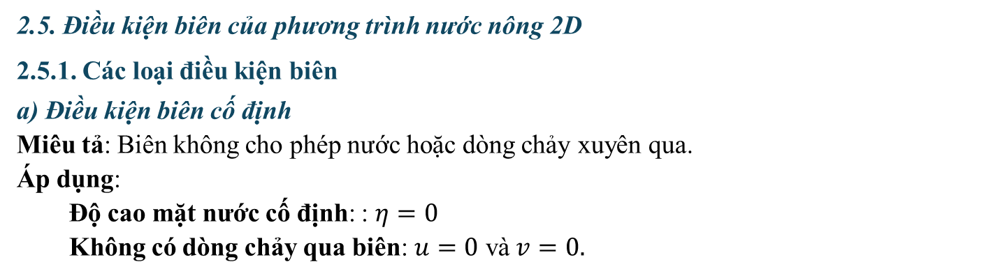 2.5. Điều kiện biên của phương trình nước nông 2D
2.5.1. Các loại điều kiện biên
a) Điều kiện biên cố định
Miêu tả: Biên không cho phép nước hoặc dòng chảy xuyên qua.
Áp dụng:
Độ cao mặt nước cố định: : η = 0
Không có dòng chảy qua biên: u = 0 và v = 0.